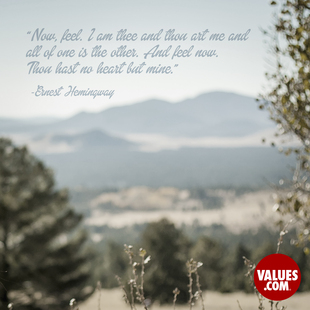 "Now, feel. I am thee and thou art me and
all of one is the other. And feel now.
Thou hast no heart but mine."
-Ernest Hemingway
VALUES
.COM®